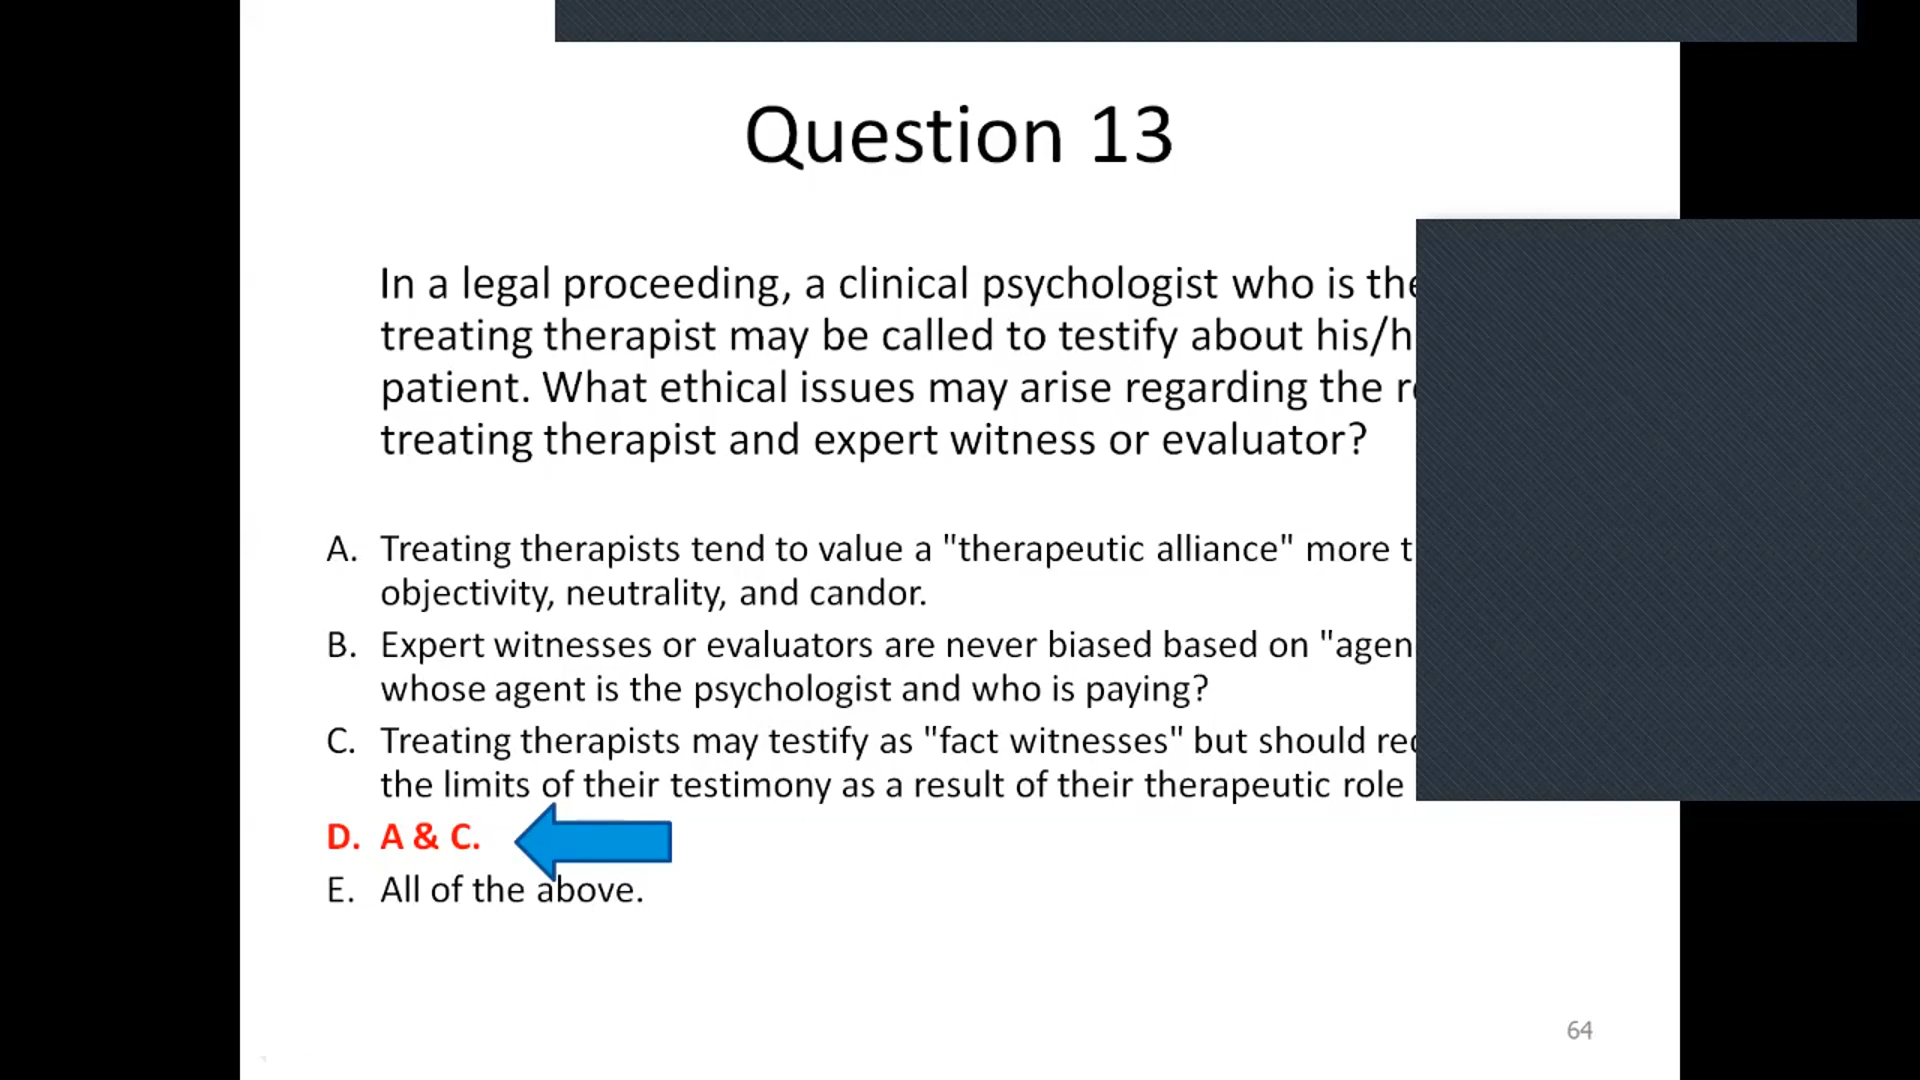 Question 13
In a legal proceeding, a clinical psychologist who is the
treating therapist may be called to testify about his/h
patient. What ethical issues may arise regarding the
treating therapist and expert witness or evaluator?
A. Treating therapists tend to value a "therapeutic alliance" more
objectivity, neutrality, and candor.
B. Expert witnesses or evaluators are never biased based on "agen
whose agent is the psychologist and who is paying?
C. Treating therapists may testify as "fact witnesses" but should
the limits of their testimony as a result of their therapeutic role
D. A & C.
E. All of the above.
64